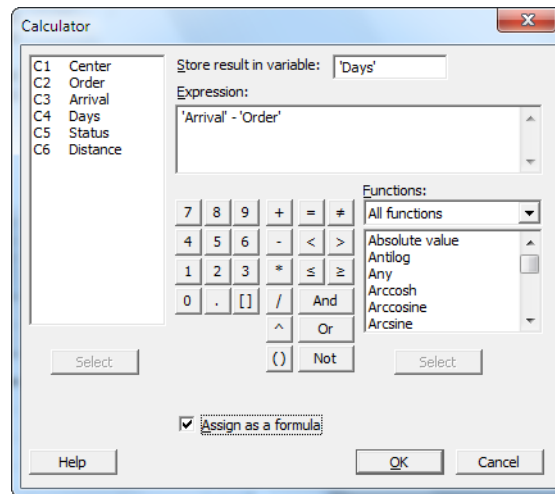 Calculator
C1 Center
C2 Order
C3 Arrival
C4 Days
C5 Status
C6 Distance
Select
Store result in variable: 'Days'
Expression:
'Arrival' - 'Order'
7 8 9 + = ≠
4 5 6 - < >
1 2 3 * ≤ ≥
0 . [] / And
^ Or
() Not
Functions:
All functions
Absolute value
Antilog
Any
Arccosh
Arccosine
Arcsine
Select
Assign as a formula
Help
OK
Cancel